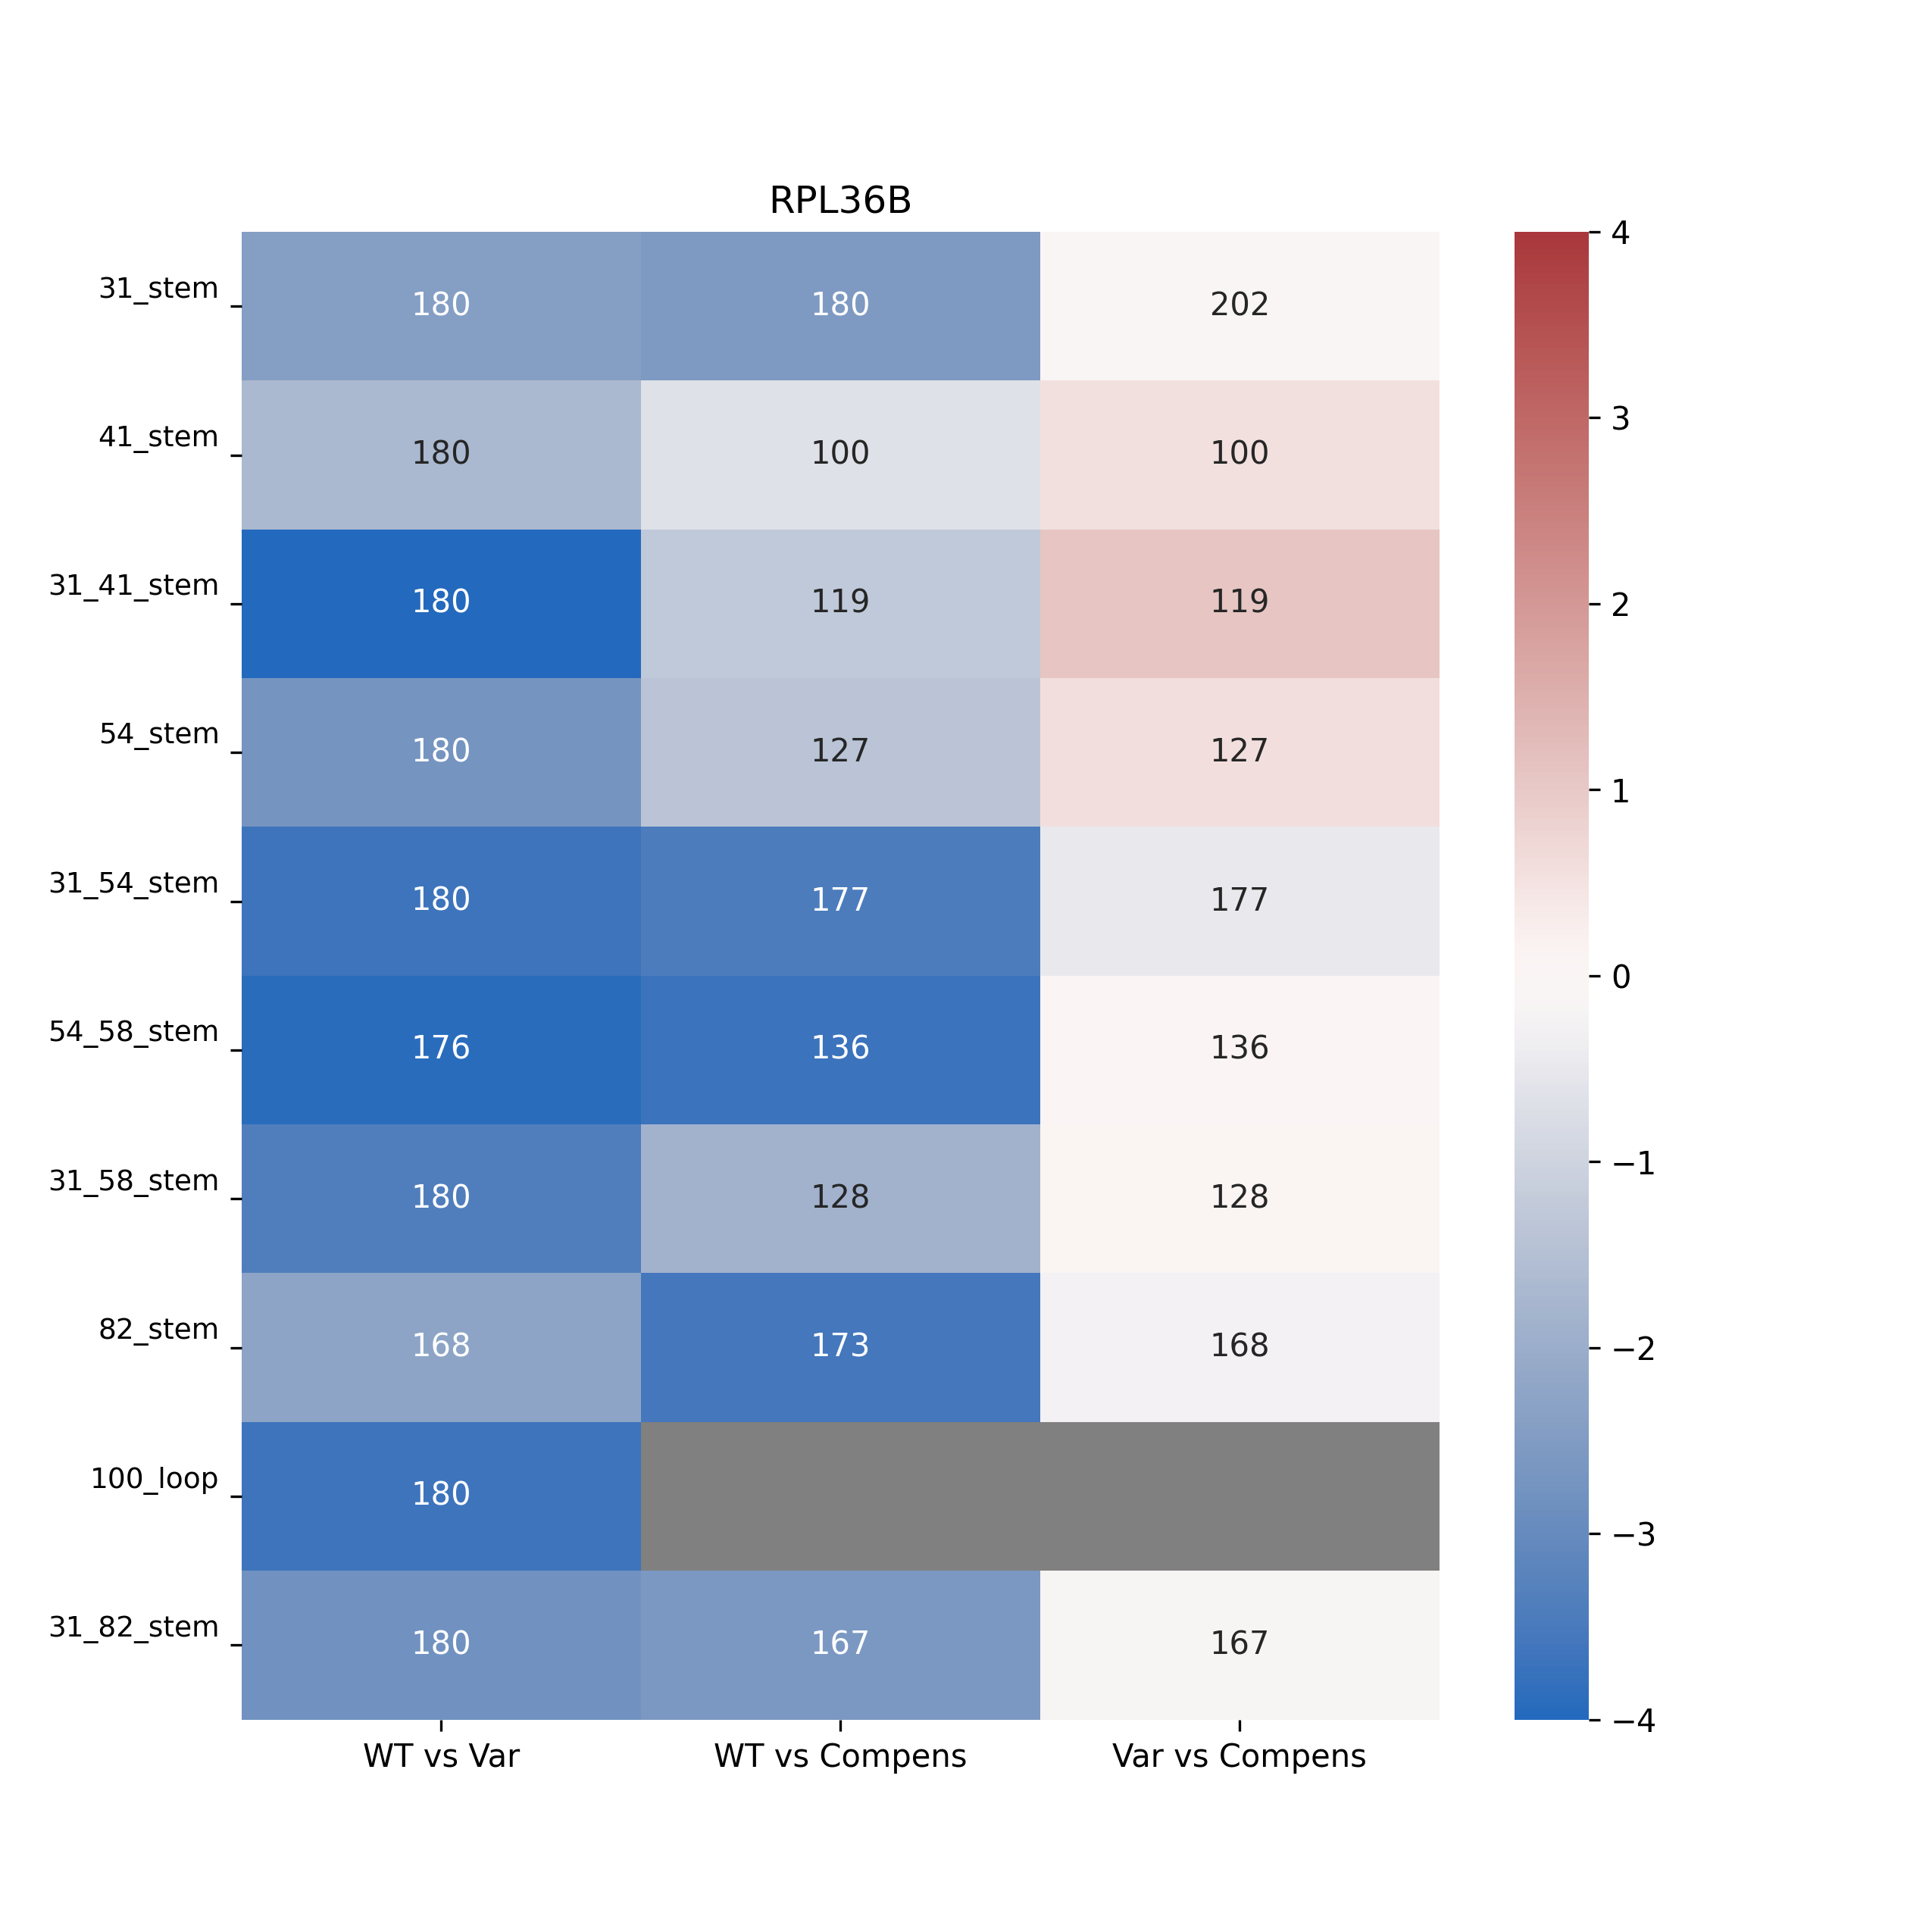 RPL36B
31_stem 180 180 202
41_stem 180 100 100
31_41_stem 180 119 119
54_stem 180 127 127
31_54_stem 180 177 177
54_58_stem 176 136 136
31_58_stem 180 128 128
82_stem 168 173 168
100_loop 180
31_82_stem 180 167 167
WT vs Var WT vs Compens Var vs Compens
4
3
2
1
0
−1
−2
−3
−4